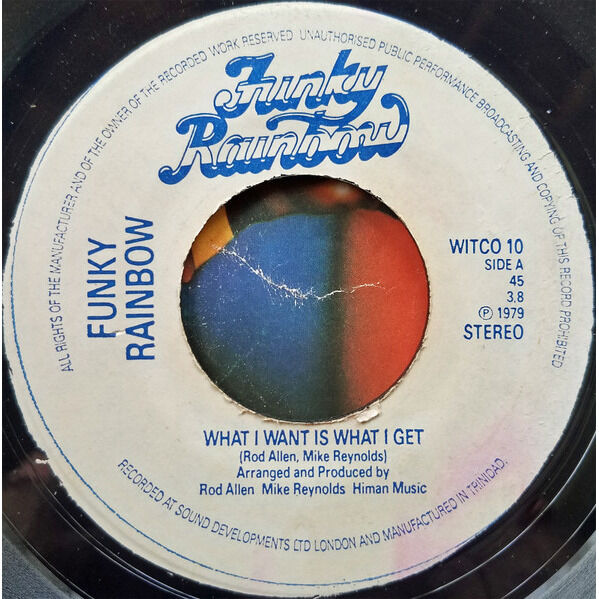 ALL RIGHTS OF THE MANUFACTURER AND OF THE OWNER OF THE RECORDED WORK RESERVED UNAUTHORISED PUBLIC PERFORMANCE BROADCASTING AND COPYING OF THIS RECORD PROHIBITED
Funky
Rainbow
FUNKY
RAINBOW
WITCO 10
SIDE A
45
3.8
Ⓟ 1979
STEREO
WHAT I WANT IS WHAT I GET
(Rod Allen, Mike Reynolds)
Arranged and Produced by
Rod Allen Mike Reynolds Himan Music
RECORDED AT SOUND DEVELOPMENTS LTD LONDON AND MANUFACTURED IN TRINIDAD.